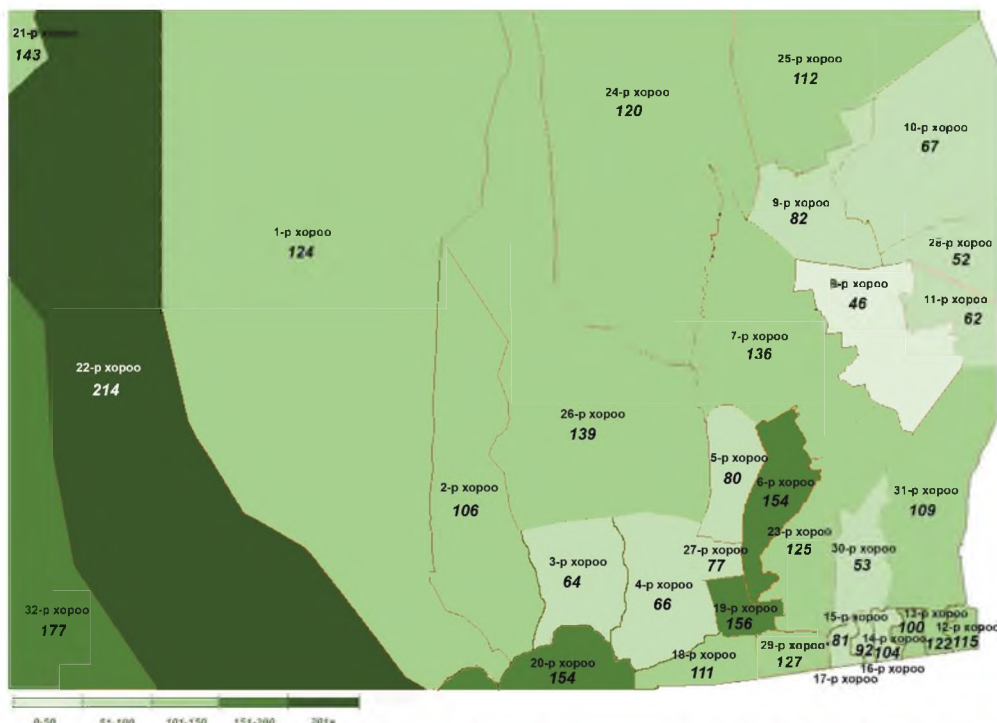 21-р хороо
143
25-р хороо
112
24-р хороо
120
10-р хороо
67
9-р хороо
82
1-р хороо
124
28-р хороо
52
8-р хороо
46
11-р хороо
62
7-р хороо
136
22-р хороо
214
26-р хороо
139
5-р хороо
80
6-р хороо
154
2-р хороо
106
31-р хороо
109
23-р хороо
125
27-р хороо
77
30-р хороо
53
3-р хороо
64
4-р хороо
66
32-р хороо
177
19-р хороо
156
15-р хороо
81
13-р хороо
100
12-р хороо
115
14-р хороо
92
104
122
29-р хороо
127
18-р хороо
111
20-р хороо
154
16-р хороо
17-р хороо
0-50 51-100 101-150 151-200 201+